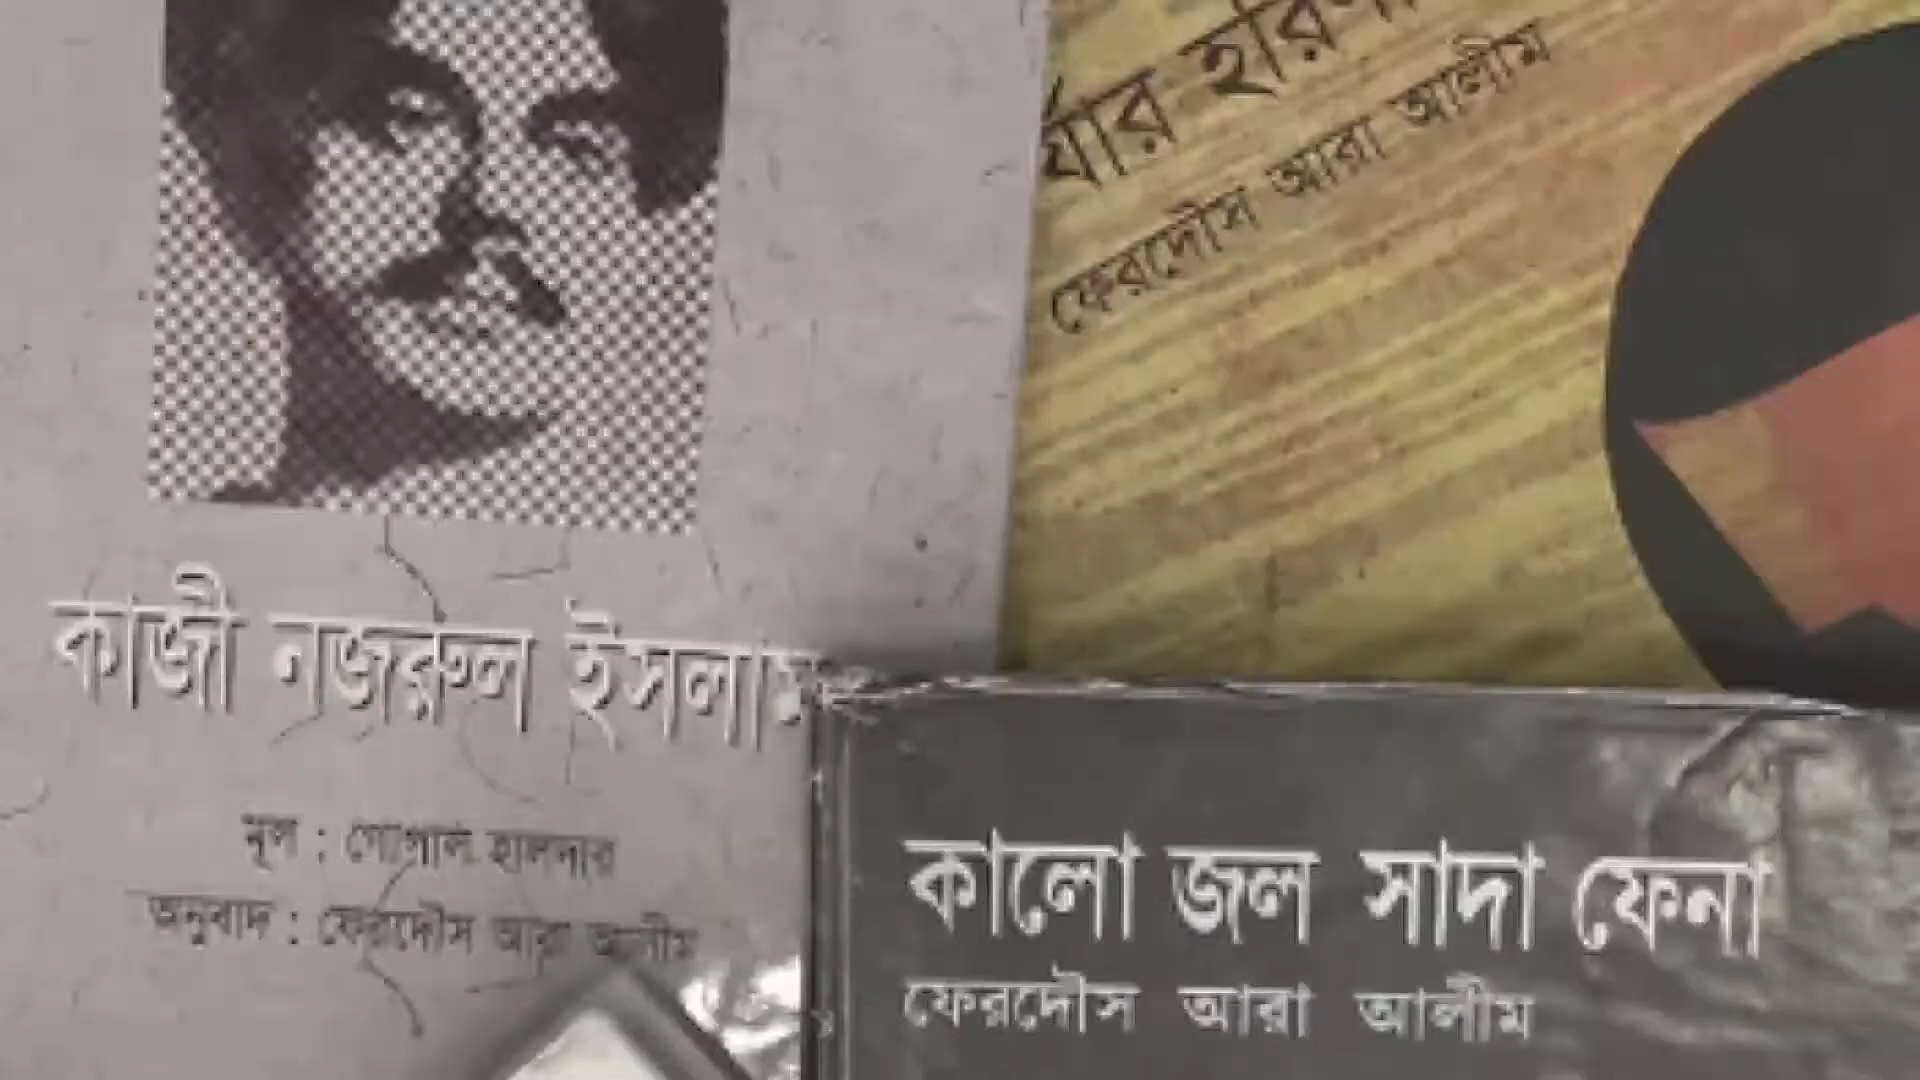 কাজী নজরুল ইসলাম
মূল : গোপাল হালদার
অনুবাদ : ফেরদৌস আরা আলীম
ফেরদৌস আরা আলীম
কালো জল সাদা ফেনা
ফেরদৌস আরা আলীম